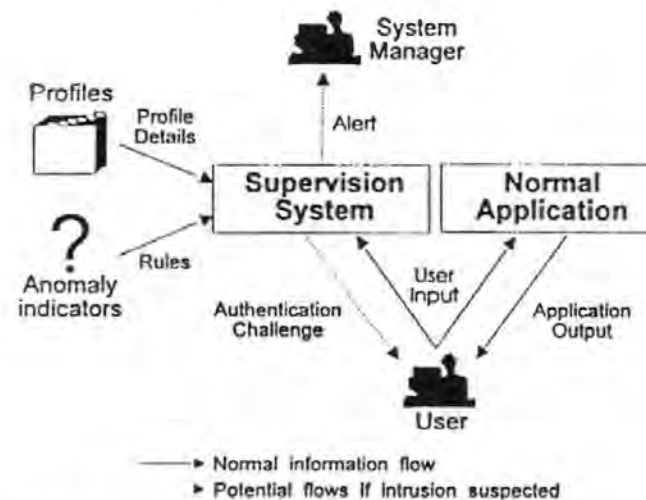 System
Manager
Profiles
Profile
Details
Alert
Supervision
System
Normal
Application
?
Anomaly
indicators
Rules
User
Input
Authentication
Challenge
Application
Output
User
Normal information flow
Potential flows if intrusion suspected